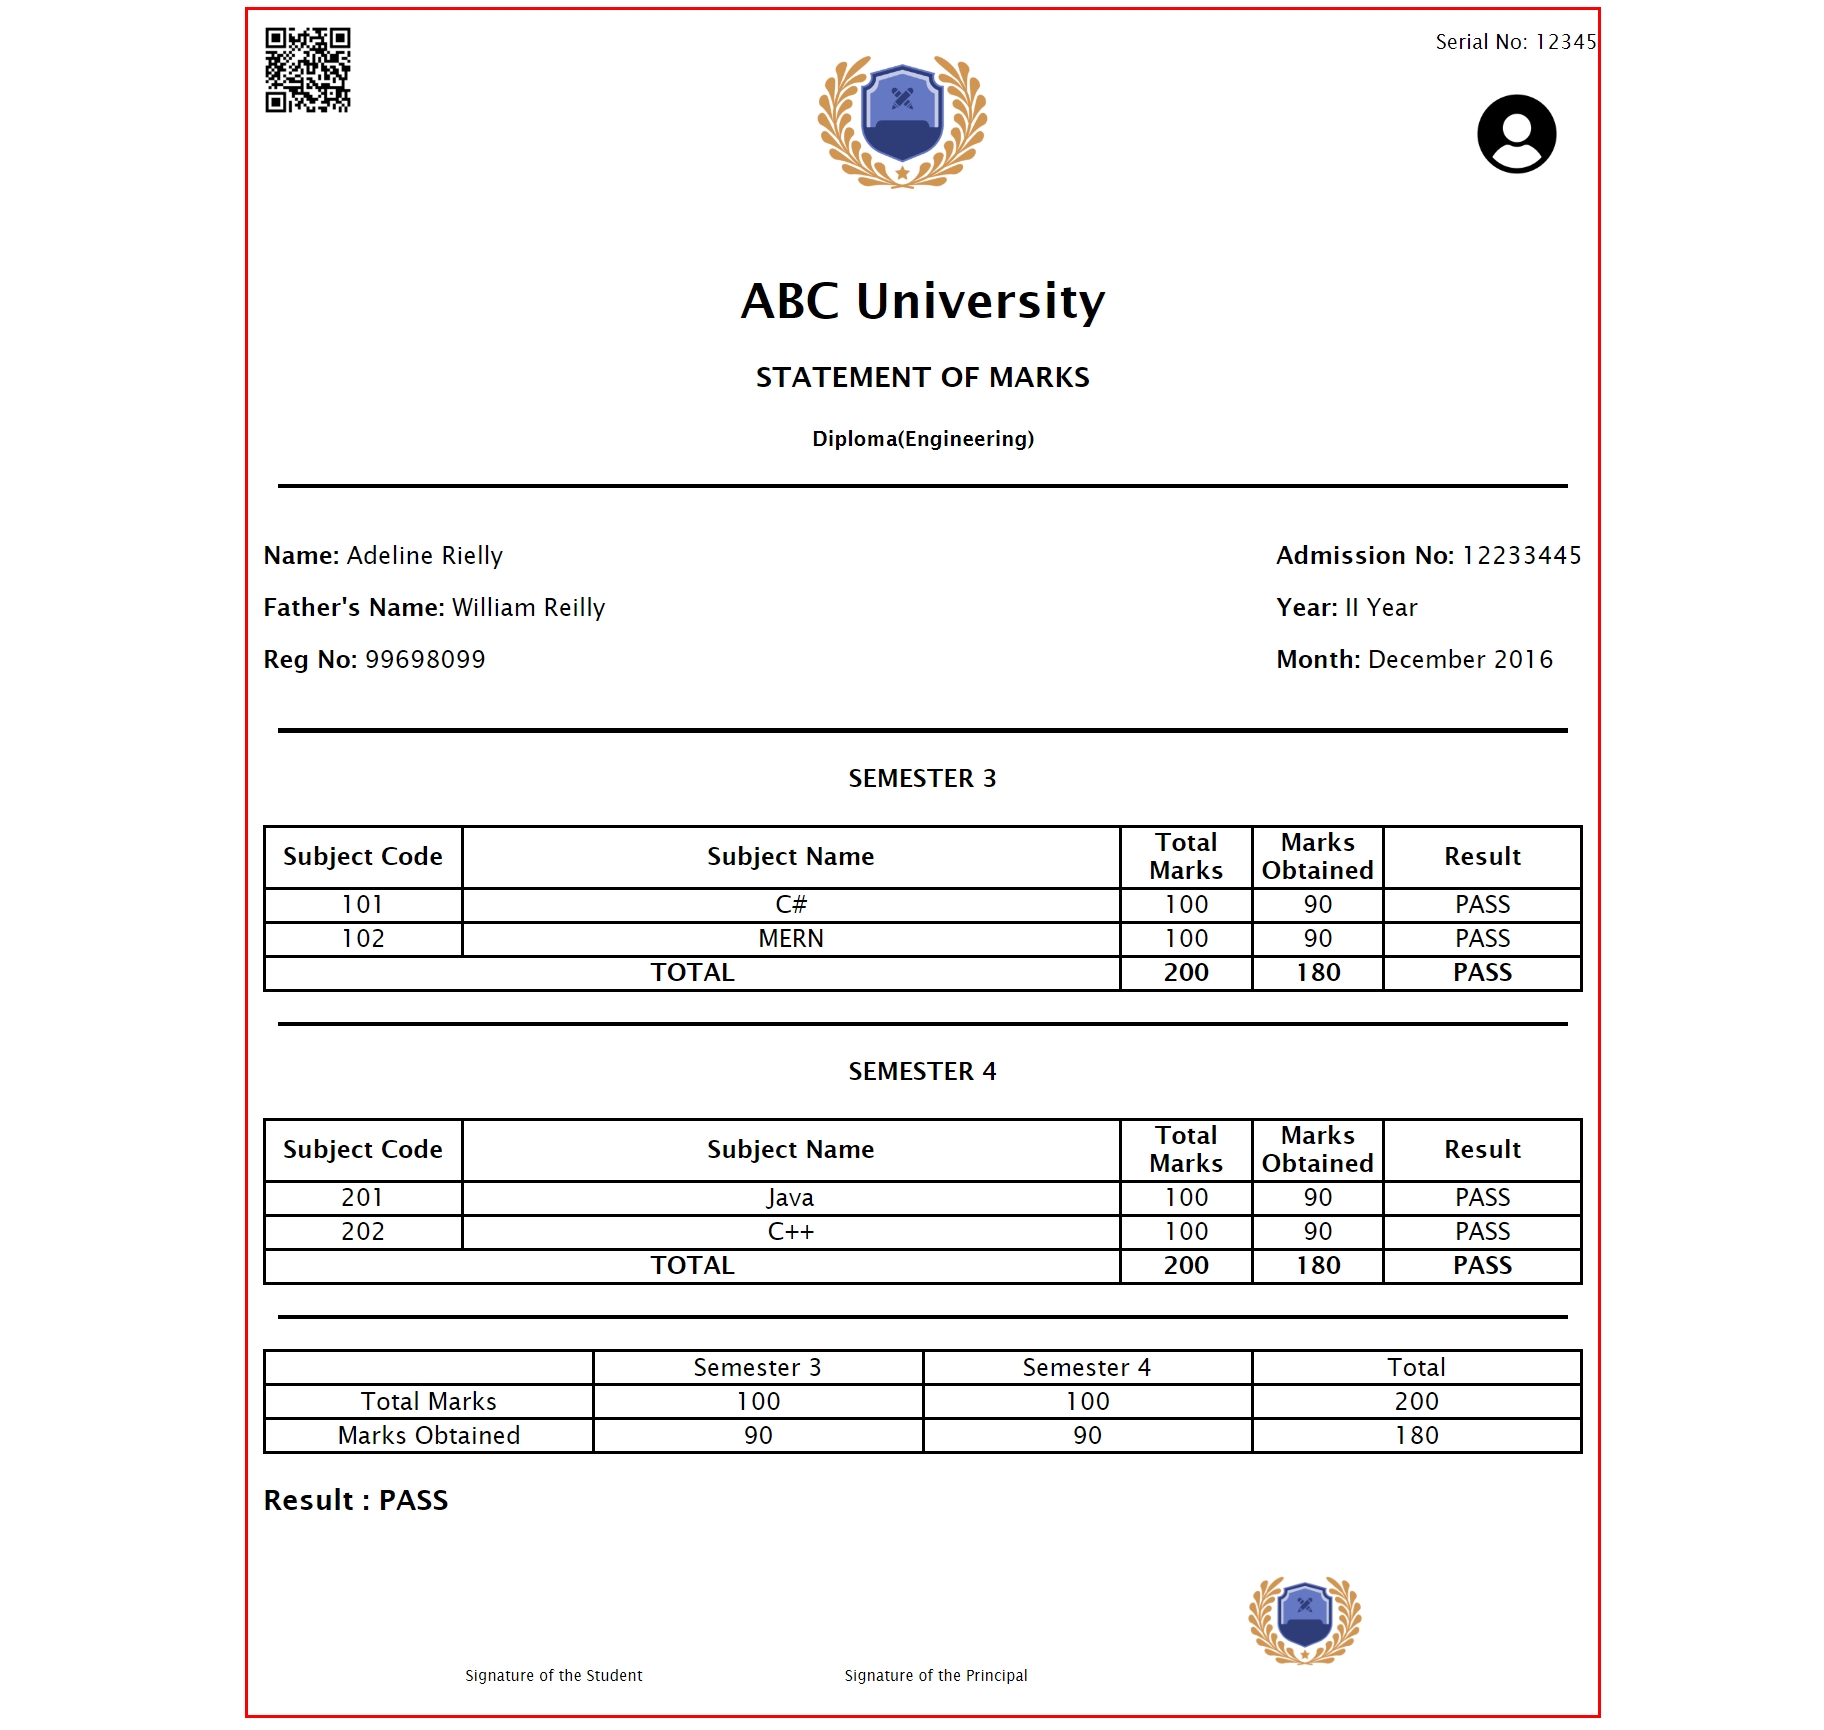 Serial No: 12345
ABC University
STATEMENT OF MARKS
Diploma(Engineering)
Name: Adeline Rielly
Admission No: 12233445
Father's Name: William Reilly
Year: II Year
Reg No: 99698099
Month: December 2016
SEMESTER 3
Subject Code Subject Name Total Marks Marks Obtained Result
101 C# 100 90 PASS
102 MERN 100 90 PASS
TOTAL 200 180 PASS
SEMESTER 4
Subject Code Subject Name Total Marks Marks Obtained Result
201 Java 100 90 PASS
202 C++ 100 90 PASS
TOTAL 200 180 PASS
Semester 3 Semester 4 Total
Total Marks 100 100 200
Marks Obtained 90 90 180
Result : PASS
Signature of the Student
Signature of the Principal